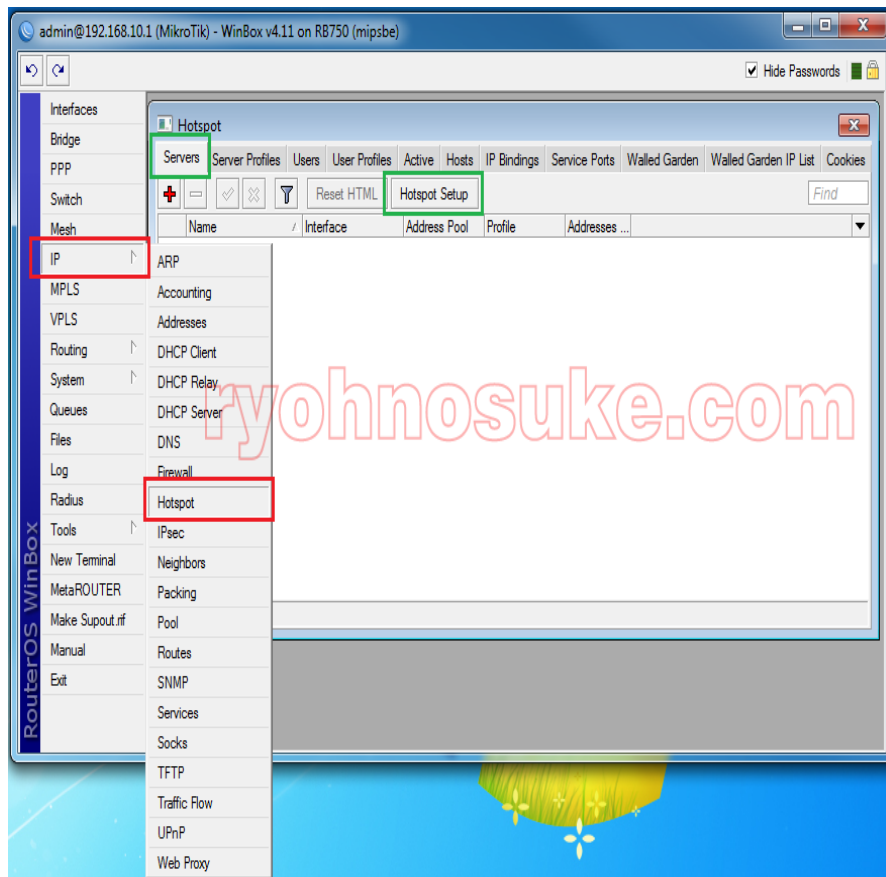 admin@192.168.10.1 (MikroTik) - WinBox v4.11 on RB750 (mipsbe)
Hide Passwords
Interfaces
Bridge
PPP
Switch
Mesh
IP
MPLS
VPLS
Routing
System
Queues
Files
Log
Radius
Tools
New Terminal
MetaROUTER
Make Supout.rif
Manual
Exit
RouterOS WinBox
Hotspot
Servers Server Profiles Users User Profiles Active Hosts IP Bindings Service Ports Walled Garden Walled Garden IP List Cookies
Reset HTML Hotspot Setup Find
Name / Interface Address Pool Profile Addresses ...
ARP
Accounting
Addresses
DHCP Client
DHCP Relay
DHCP Server
DNS
Firewall
Hotspot
IPsec
Neighbors
Packing
Pool
Routes
SNMP
Services
Socks
TFTP
Traffic Flow
UPnP
Web Proxy
ryohnosuke.com